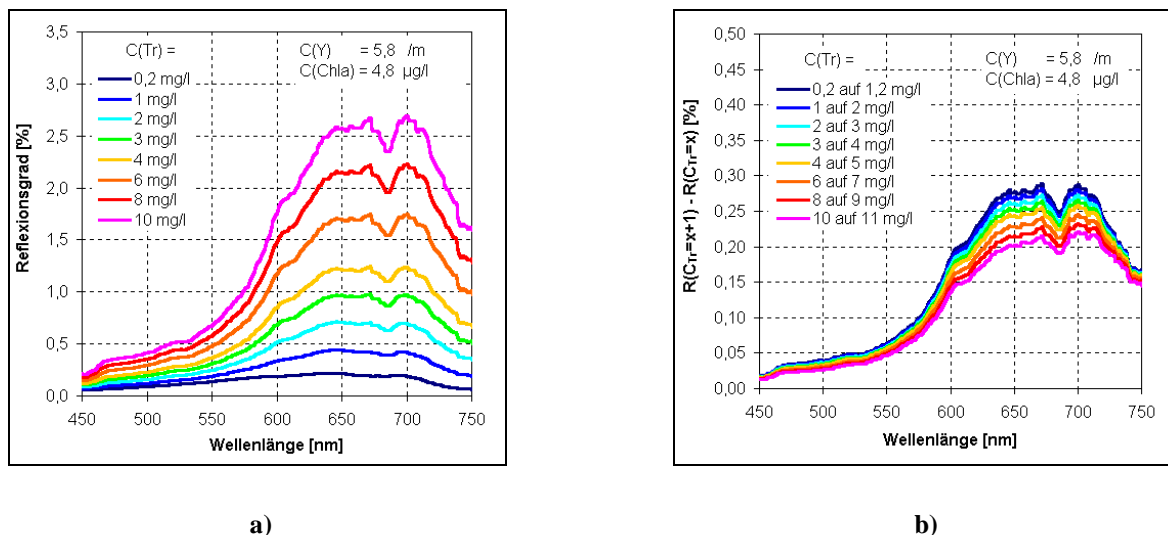 3,5
3,0
2,5
2,0
1,5
1,0
0,5
0,0
Reflexionsgrad [%]
C(Tr) =
0,2 mg/l
1 mg/l
2 mg/l
3 mg/l
4 mg/l
6 mg/l
8 mg/l
10 mg/l
C(Y) = 5,8 /m
C(Chla) = 4,8 µg/l
450 500 550 600 650 700 750
Wellenlänge [nm]
a)
0,50
0,45
0,40
0,35
0,30
0,25
0,20
0,15
0,10
0,05
0,00
R(CTr=x+1) - R(CTr=x) [%]
C(Tr) =
0,2 auf 1,2 mg/l
1 auf 2 mg/l
2 auf 3 mg/l
3 auf 4 mg/l
4 auf 5 mg/l
6 auf 7 mg/l
8 auf 9 mg/l
10 auf 11 mg/l
C(Y) = 5,8 /m
C(Chla) = 4,8 µg/l
450 500 550 600 650 700 750
Wellenlänge [nm]
b)